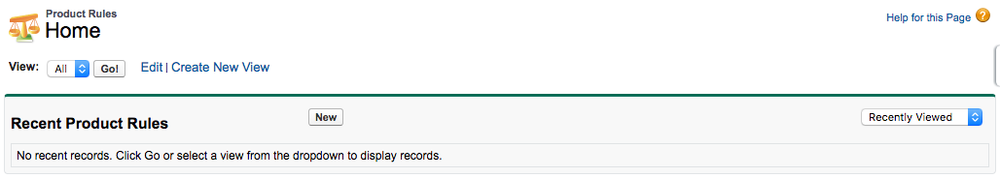 Product Rules
Home
Help for this Page ?
View: All Go! Edit | Create New View
Recent Product Rules New Recently Viewed
No recent records. Click Go or select a view from the dropdown to display records.